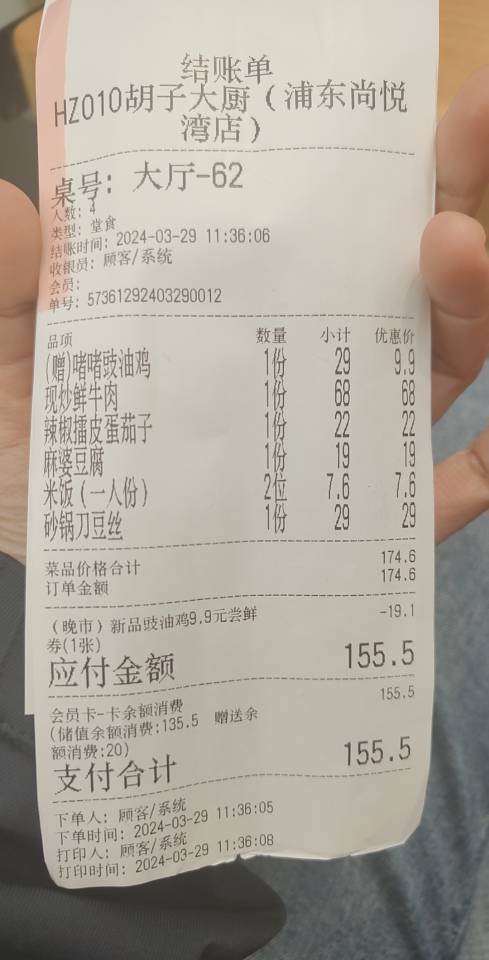 结账单
HZ010胡子大厨（浦东尚悦
湾店）
桌号：大厅-62
人数：4
类型：堂食
结账时间：2024-03-29 11:36:06
收银员：顾客/系统
会员：
单号：57361292403290012
品项 数量 小计 优惠价
(赠)啫啫豉油鸡 1份 29 9.9
现炒鲜牛肉 1份 68 68
辣椒擂皮蛋茄子 1份 22 22
麻婆豆腐 1份 19 19
米饭（一人份） 2位 7.6 7.6
砂锅刀豆丝 1份 29 29
菜品价格合计 174.6
订单金额 174.6
（晚市）新品豉油鸡9.9元尝鲜 -19.1
券(1张)
应付金额 155.5
会员卡-卡余额消费 155.5
(储值余额消费:135.5 赠送余
额消费:20)
支付合计 155.5
下单人：顾客/系统
下单时间：2024-03-29 11:36:05
打印人：顾客/系统
打印时间：2024-03-29 11:36:08